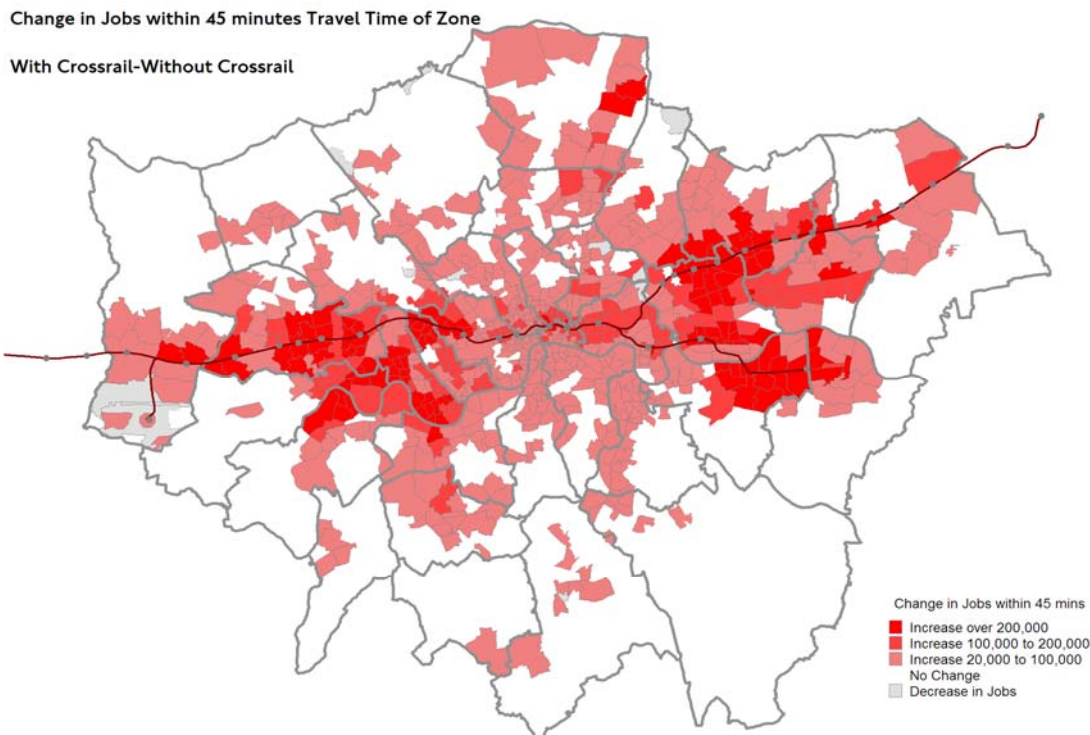 Change in Jobs within 45 minutes Travel Time of Zone
With Crossrail-Without Crossrail
Change in Jobs within 45 mins
Increase over 200,000
Increase 100,000 to 200,000
Increase 20,000 to 100,000
No Change
Decrease in Jobs